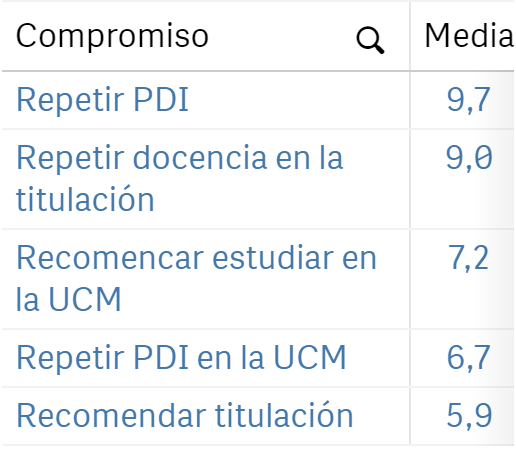 Compromiso Media
Repetir PDI 9,7
Repetir docencia en la 9,0
titulación
Recomencar estudiar en 7,2
la UCM
Repetir PDI en la UCM 6,7
Recomendar titulación 5,9